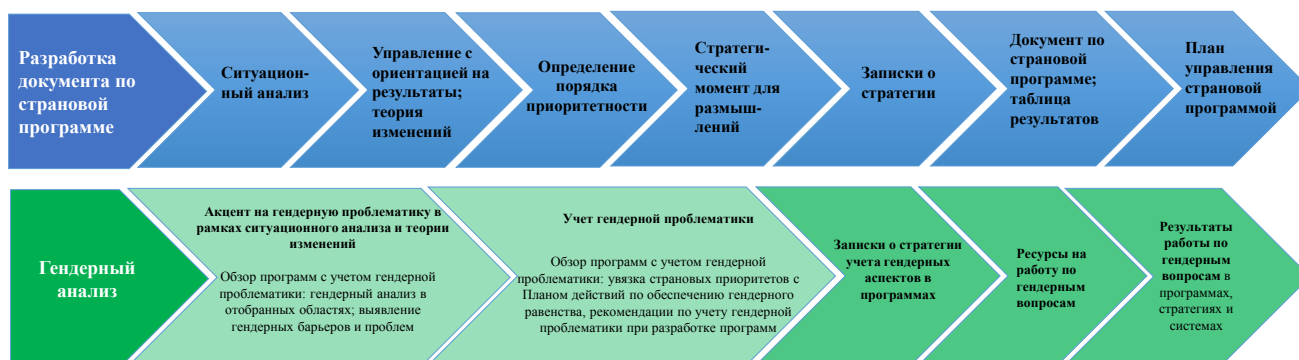 Разработка
документа по
страновой
программе
Ситуацион-
ный анализ
Управление с
ориентацией на
результаты;
теория
изменений
Определение
порядка
приоритетности
Стратеги-
ческий
момент для
размыш-
лений
Записки о
стратегии
Документ по
страновой
программе;
таблица
результатов
План
управления
страновой
программой
Гендерный
анализ
Акцент на гендерную проблематику в
рамках ситуационного анализа и теории
изменений
Обзор программ с учетом гендерной
проблематики: гендерный анализ в
отобранных областях; выявление
гендерных барьеров и проблем
Учет гендерной проблематики
Обзор программ с учетом гендерной
проблематики: увязка страновых приоритетов с
Планом действий по обеспечению гендерного
равенства, рекомендации по учету гендерной
проблематики при разработке программ
Записки о стратегии
учета гендерных
аспектов в
программах
Ресурсы на
работу по
гендерным
вопросам
Результаты
работы по
гендерным
вопросам в
программах,
стратегиях и
системах